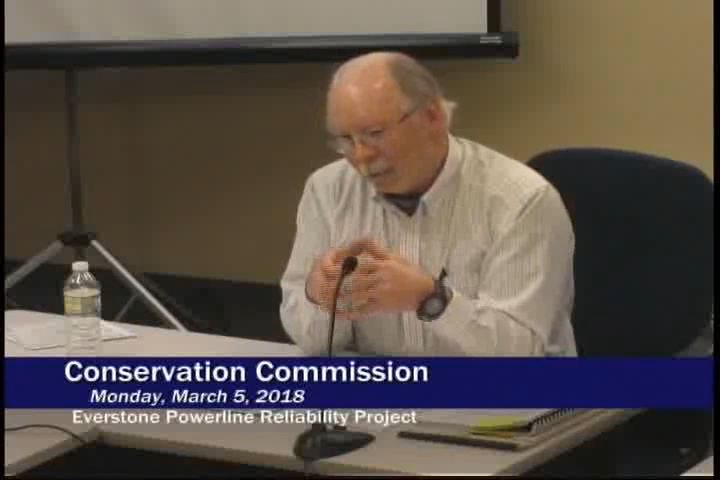 Conservation Commission
Monday, March 5, 2018
Everstone Powerline Reliability Project